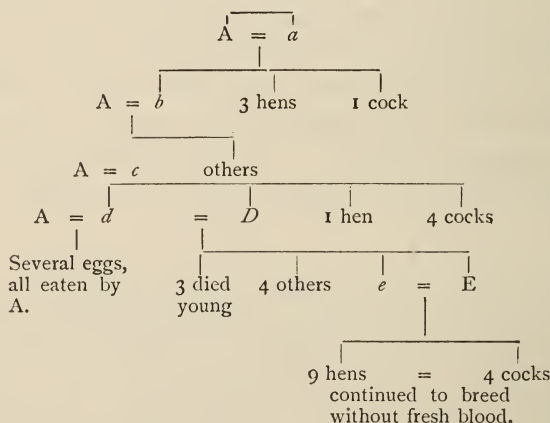 A = a
A = b 3 hens 1 cock
A = c others
A = d = D 1 hen 4 cocks
Several eggs,
all eaten by
A.
3 died
young
4 others e = E
9 hens = 4 cocks
continued to breed
without fresh blood.